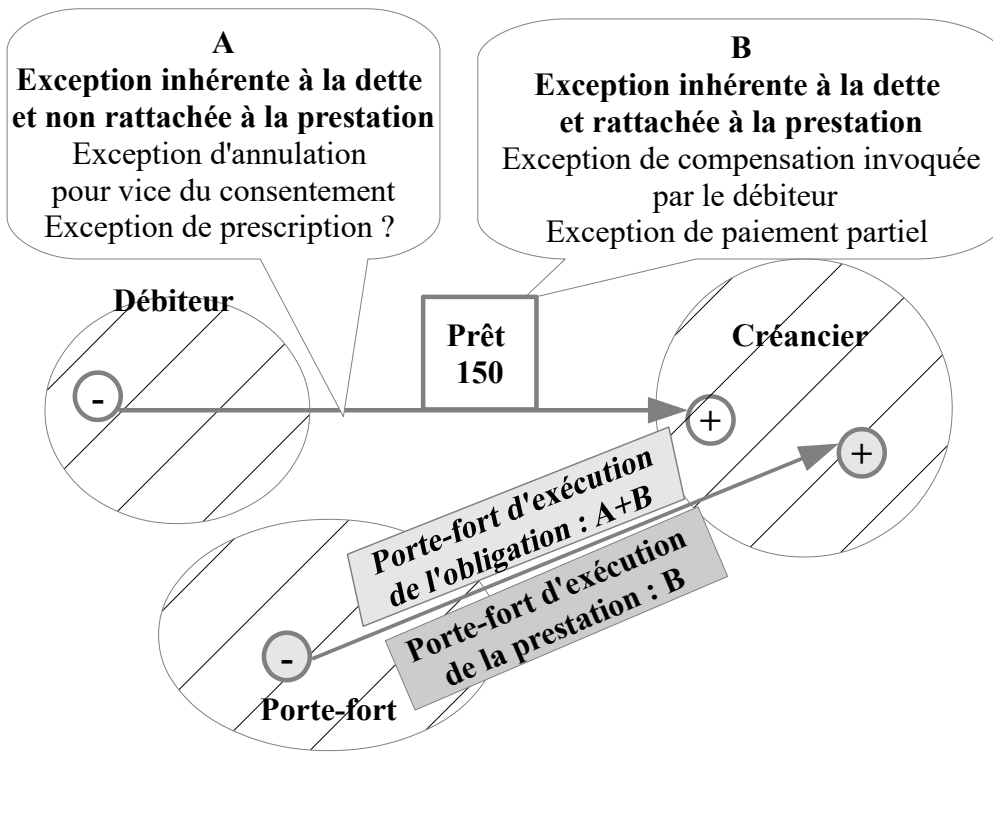 A
Exception inhérente à la dette
et non rattachée à la prestation
Exception d'annulation
pour vice du consentement
Exception de prescription ?
B
Exception inhérente à la dette
et rattachée à la prestation
Exception de compensation invoquée
par le débiteur
Exception de paiement partiel
Débiteur
Prêt
150
Créancier
-
+
+
Porte-fort d'exécution
de l'obligation : A+B
Porte-fort d'exécution
de la prestation : B
-
Porte-fort